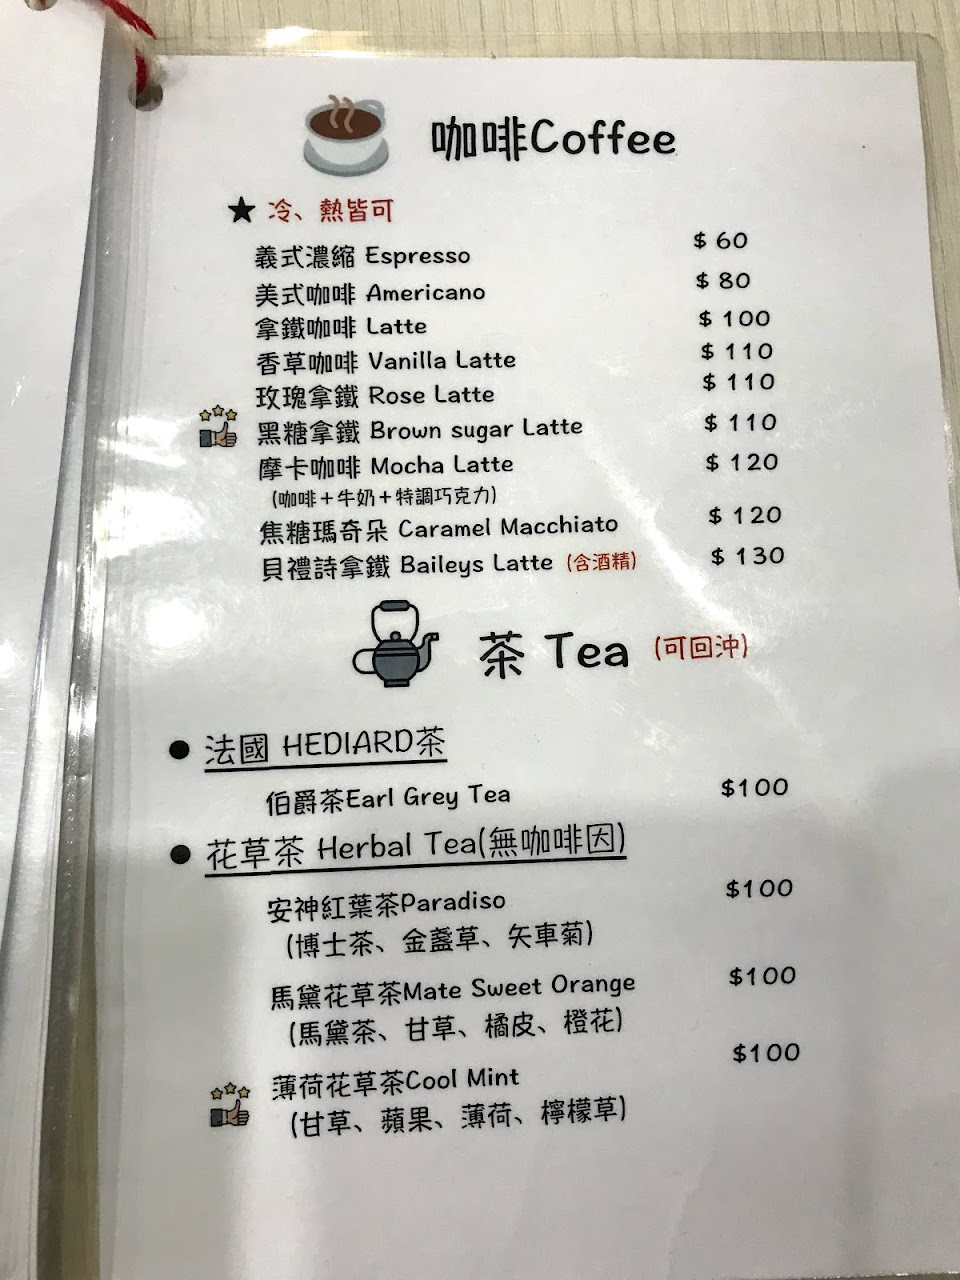 咖啡Coffee
★ 冷、熱皆可
義式濃縮 Espresso $ 60
美式咖啡 Americano $ 80
拿鐵咖啡 Latte $ 100
香草咖啡 Vanilla Latte $ 110
玫瑰拿鐵 Rose Latte $ 110
黑糖拿鐵 Brown sugar Latte $ 110
摩卡咖啡 Mocha Latte $ 120
(咖啡+牛奶+特調巧克力)
焦糖瑪奇朵 Caramel Macchiato $ 120
貝禮詩拿鐵 Baileys Latte (含酒精) $ 130
茶 Tea (可回沖)
● 法國 HEDIARD茶
伯爵茶Earl Grey Tea $100
● 花草茶 Herbal Tea(無咖啡因)
安神紅葉茶Paradiso $100
(博士茶、金盞草、矢車菊)
馬黛花草茶Mate Sweet Orange $100
(馬黛茶、甘草、橘皮、橙花)
薄荷花草茶Cool Mint $100
(甘草、蘋果、薄荷、檸檬草)